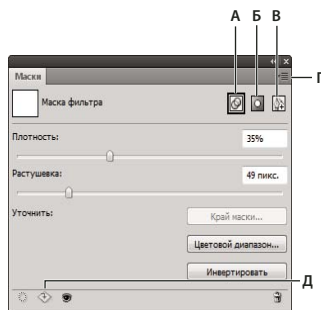 А Б В
Маски
Г
Маска фильтра
Плотность: 35%
Растушевка: 49 пикс.
Уточнить: Край маски...
Цветовой диапазон...
Инвертировать
Д